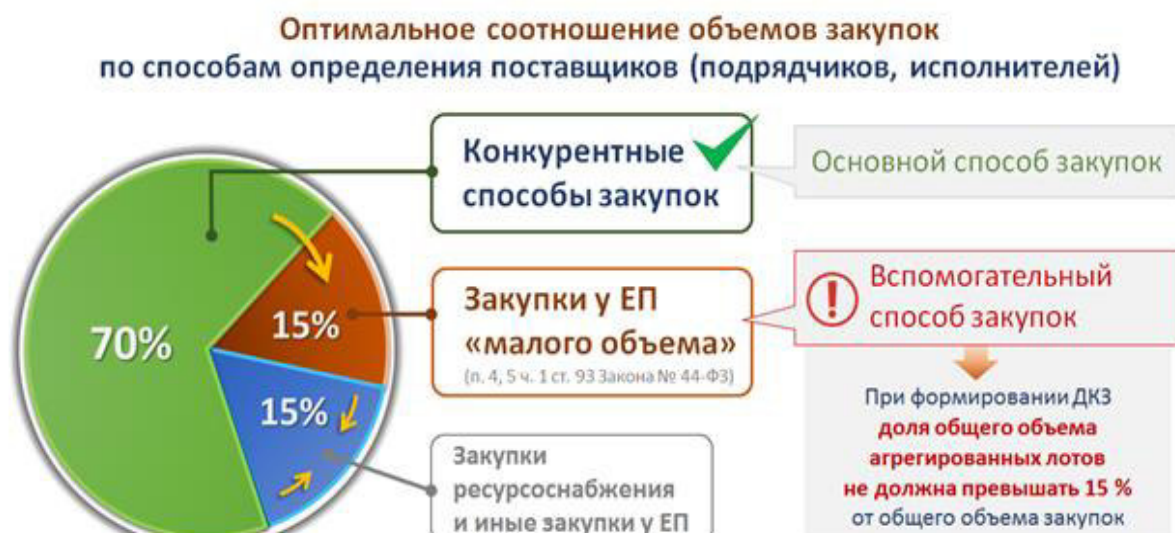 Оптимальное соотношение объемов закупок
по способам определения поставщиков (подрядчиков, исполнителей)
Конкурентные
способы закупок
Основной способ закупок
70%
15%
Закупки у ЕП
«малого объема»
(п. 4, 5 ч. 1 ст. 93 Закона № 44-ФЗ)
!
Вспомогательный
способ закупок
15%
Закупки
ресурсоснабжения
и иные закупки у ЕП
При формировании ДКЗ
доля общего объема
агрегированных лотов
не должна превышать 15 %
от общего объема закупок